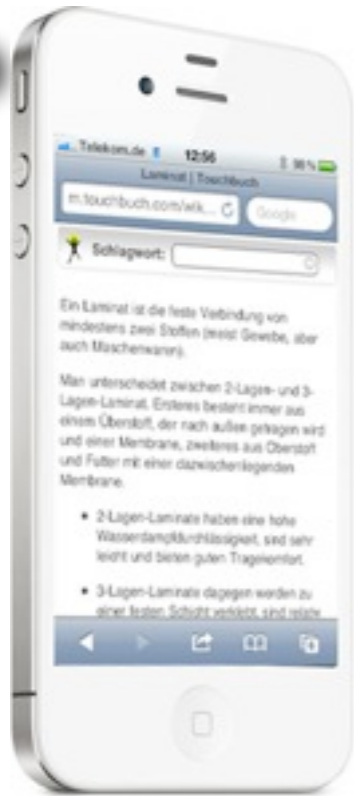 Telekom.de 12:56 98 %
Laminat | Touchbuch
m.touchbuch.com/wik... Google
Schlagwort:
Ein Laminat ist die feste Verbindung von
mindestens zwei Stoffen (meist Gewebe, aber
auch Maschenwaren).
Man unterscheidet zwischen 2-Lagen- und 3-
Lagen-Laminat. Ersteres besteht immer aus
einem Oberstoff, der nach außen getragen wird
und einer Membrane, zweiteres aus Oberstoff
und Futter mit einer dazwischenliegenden
Membrane.
• 2-Lagen-Laminate haben eine hohe
Wasserdampfdurchlässigkeit, sind sehr
leicht und bieten guten Tragekomfort.
• 3-Lagen-Laminate dagegen werden zu
einer festen Schicht verklebt, sind relativ